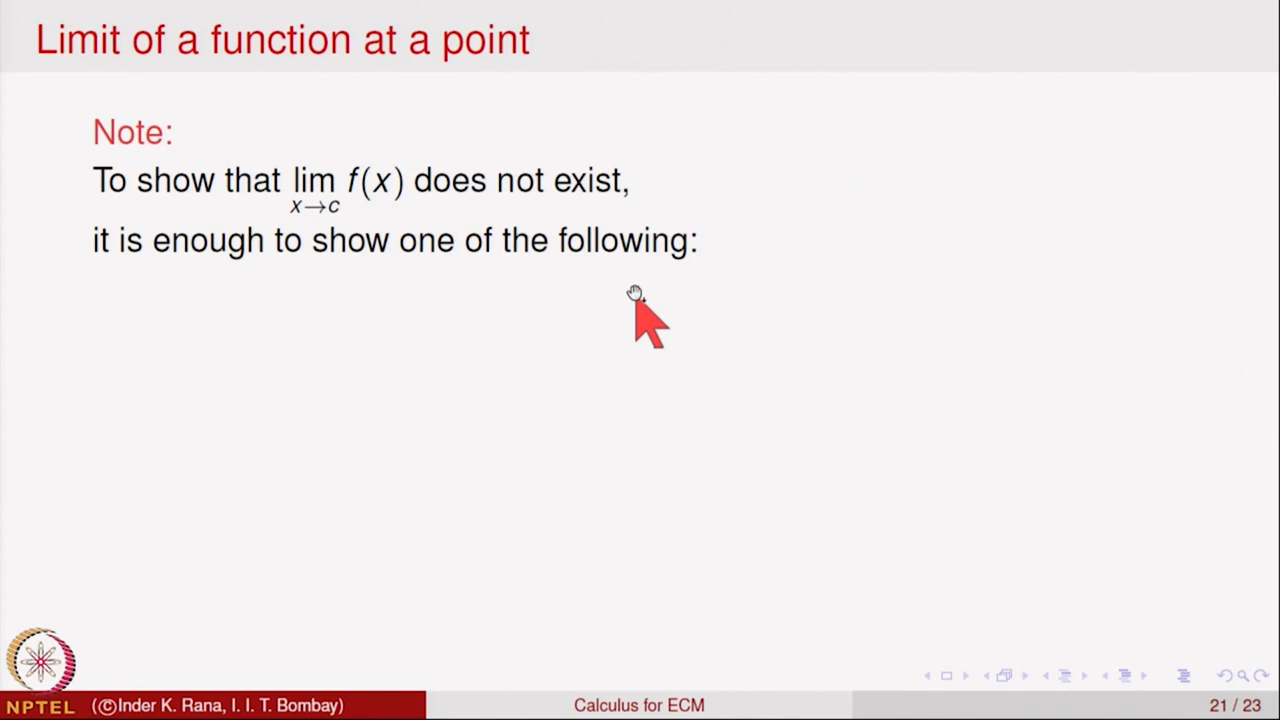 Limit of a function at a point
Note:
To show that lim f(x) does not exist,
x→c
it is enough to show one of the following:
NPTEL (©Inder K. Rana, I. I. T. Bombay) Calculus for ECM 21 / 23